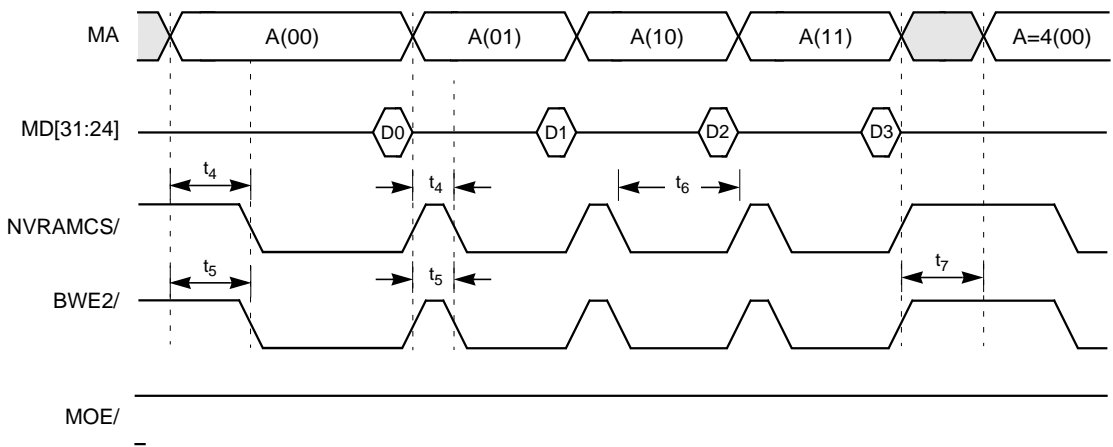 MA A(00) A(01) A(10) A(11) A=4(00)
MD[31:24] D0 D1 D2 D3
t4 t4 t6
NVRAMCS/
t5 t5 t7
BWE2/
MOE/